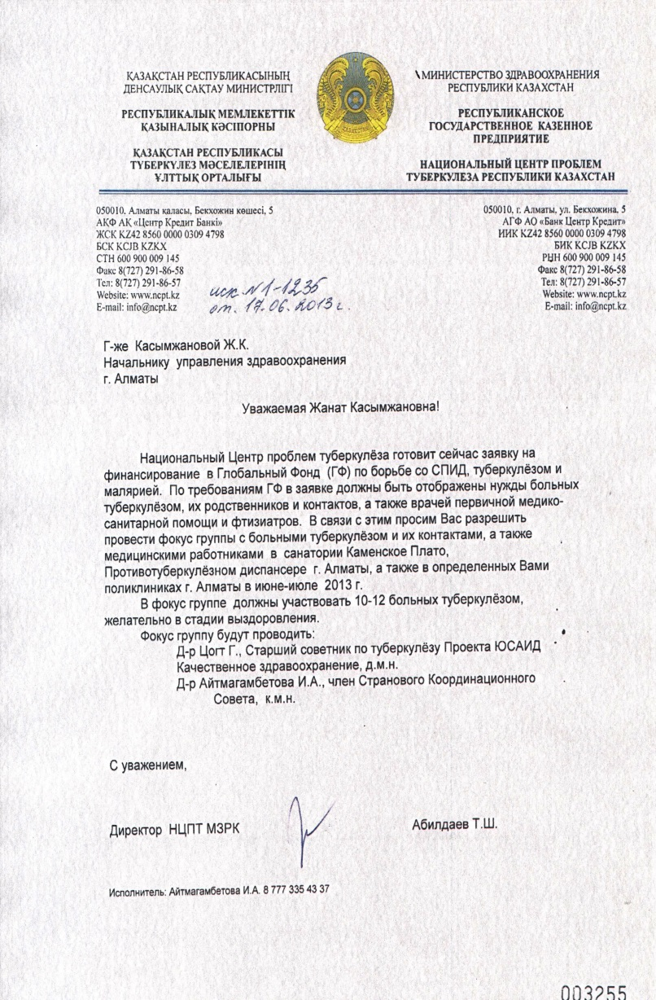 ҚАЗАҚСТАН РЕСПУБЛИКАСЫНЫҢ
ДЕНСАУЛЫҚ САҚТАУ МИНИСТРЛІГІ
РЕСПУБЛИКАЛЫҚ МЕМЛЕКЕТТІК
ҚАЗЫНАЛЫҚ КӘСІПОРНЫ
ҚАЗАҚСТАН РЕСПУБЛИКАСЫ
ТУБЕРКУЛЕЗ МӘСЕЛЕЛЕРІНІҢ
ҰЛТТЫҚ ОРТАЛЫҒЫ
МИНИСТЕРСТВО ЗДРАВООХРАНЕНИЯ
РЕСПУБЛИКИ КАЗАХСТАН
РЕСПУБЛИКАНСКОЕ
ГОСУДАРСТВЕННОЕ КАЗЕННОЕ
ПРЕДПРИЯТИЕ
НАЦИОНАЛЬНЫЙ ЦЕНТР ПРОБЛЕМ
ТУБЕРКУЛЕЗА РЕСПУБЛИКИ КАЗАХСТАН
050010, Алматы қаласы, Бекхожин көшесі, 5
АҚФ АҚ «Центр Кредит Банкі»
ЖСК KZ42 8560 0000 0309 4798
БСК KCJB KZKX
СТН 600 900 009 145
Факс 8(727) 291-86-58
Тел: 8(727) 291-86-57
Website: www.ncpt.kz
E-mail: info@ncpt.kz
050010, г. Алматы, ул. Бекхожина, 5
АГФ АО «Банк Центр Кредит»
ИИК KZ42 8560 0000 0309 4798
БИК KCJB KZKX
РНН 600 900 009 145
Факс 8(727) 291-86-58
Тел: 8(727) 291-86-57
Website: www.ncpt.kz
E-mail: info@ncpt.kz
исх. №1-1235
от. 17.06.2013 г.
Г-же Касымжановой Ж.К.
Начальнику управления здравоохранения
г. Алматы
Уважаемая Жанат Касымжановна!
Национальный Центр проблем туберкулёза готовит сейчас заявку на
финансирование в Глобальный Фонд (ГФ) по борьбе со СПИД, туберкулёзом и
малярией. По требованиям ГФ в заявке должны быть отображены нужды больных
туберкулёзом, их родственников и контактов, а также врачей первичной медико-
санитарной помощи и фтизиатров. В связи с этим просим Вас разрешить
провести фокус группы с больными туберкулёзом и их контактами, а также
медицинскими работниками в санатории Каменское Плато,
Противотуберкулёзном диспансере г. Алматы, а также в определенных Вами
поликлиниках г. Алматы в июне-июле 2013 г.
В фокус группе должны участвовать 10-12 больных туберкулёзом,
желательно в стадии выздоровления.
Фокус группу будут проводить:
Д-р Цогт Г., Старший советник по туберкулёзу Проекта ЮСАИД
Качественное здравоохранение, д.м.н.
Д-р Айтмагамбетова И.А., член Странового Координационного
Совета, к.м.н.
С уважением,
Директор НЦПТ МЗРК
Абилдаев Т.Ш.
Исполнитель: Айтмагамбетова И.А. 8 777 335 43 37
003255